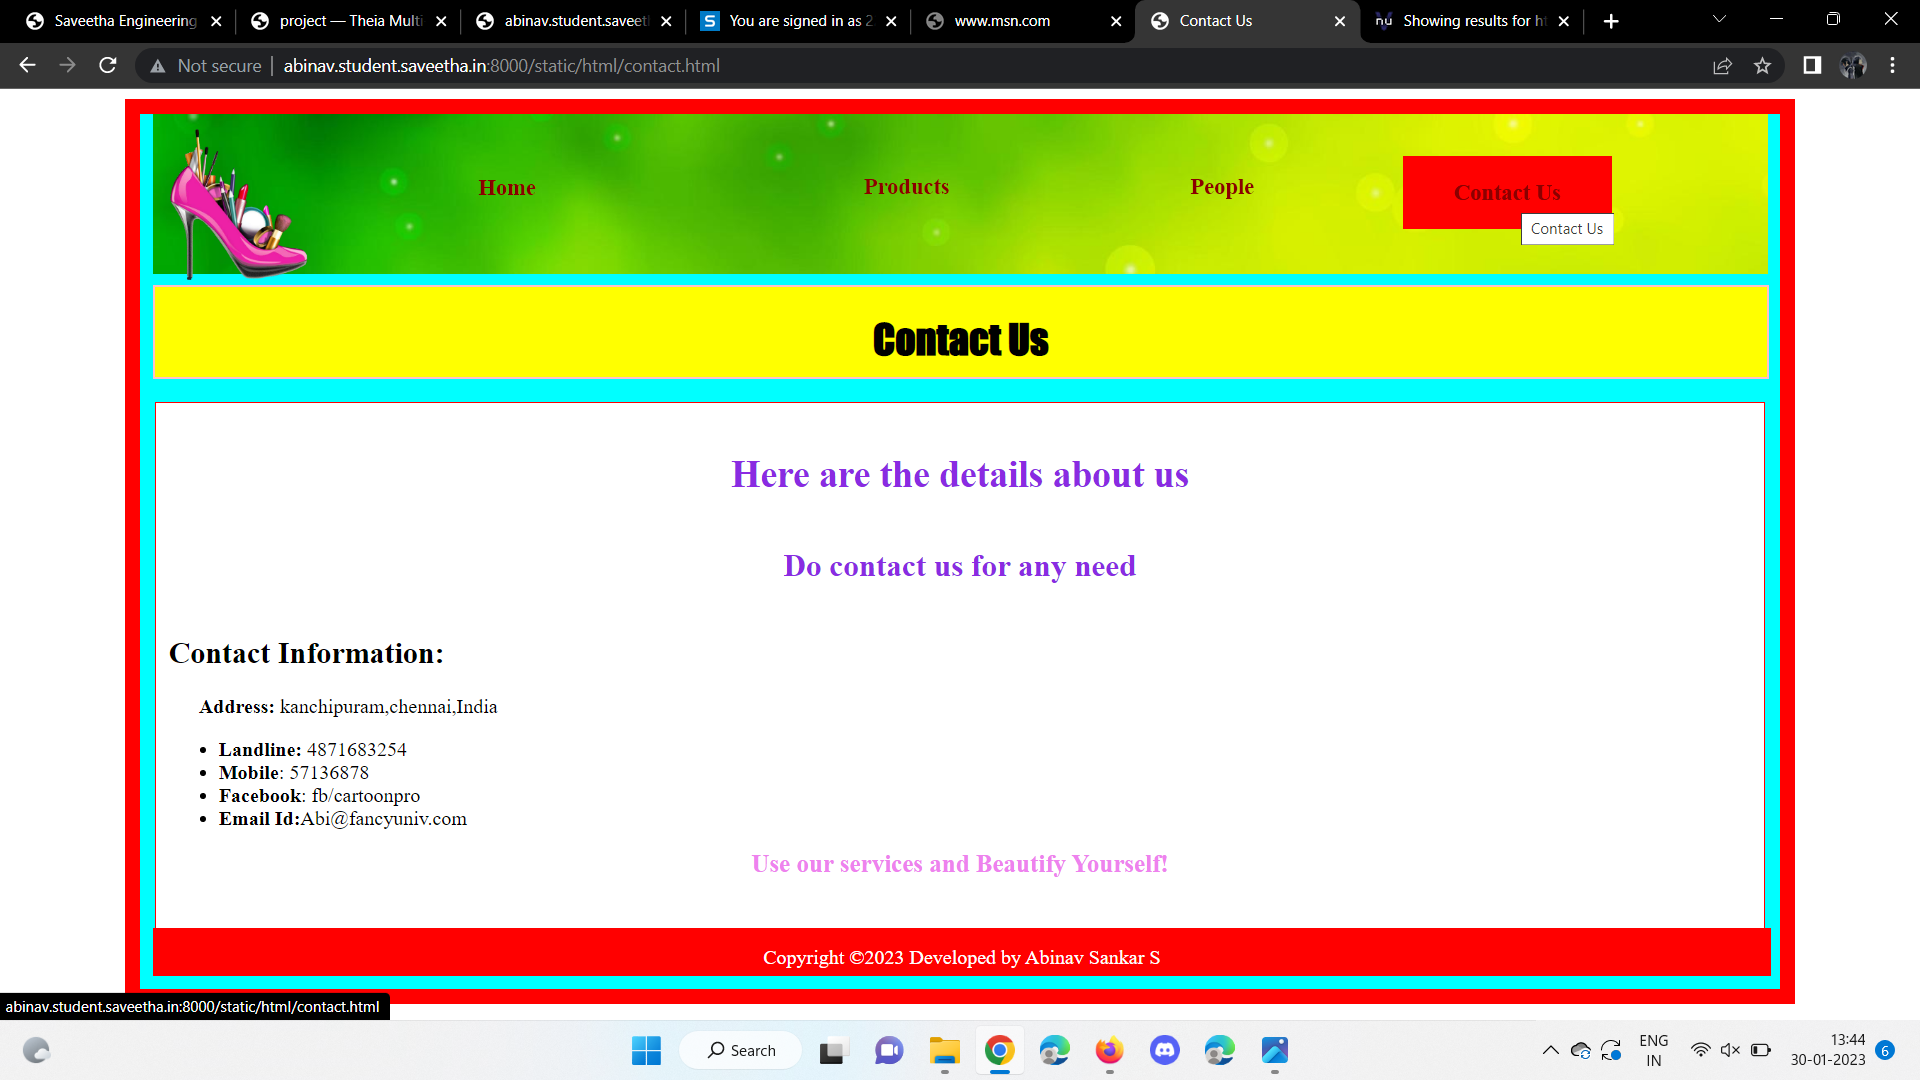 Saveetha Engineering
project — Theia Multi
abinav.student.saveet
You are signed in as 2
www.msn.com
Contact Us
nu
Showing results for ht
Not secure
abinav.student.saveetha.in:8000/static/html/contact.html
Home
Products
People
Contact Us
Contact Us
Contact Us
Here are the details about us
Do contact us for any need
Contact Information:
Address: kanchipuram,chennai,India
• Landline: 4871683254
• Mobile: 57136878
• Facebook: fb/cartoonpro
• Email Id:Abi@fancyuniv.com
Use our services and Beautify Yourself!
Copyright ©2023 Developed by Abinav Sankar S
abinav.student.saveetha.in:8000/static/html/contact.html
Search
ENG
IN
13:44
30-01-2023
6